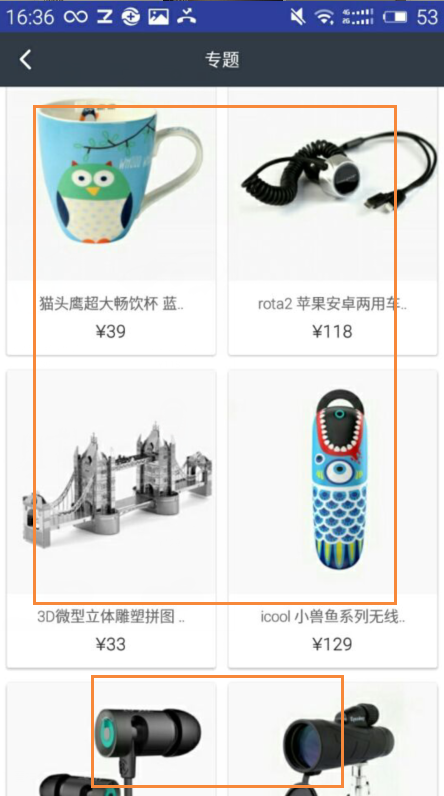 16:36
53
专题
猫头鹰超大畅饮杯 蓝..
rota2 苹果安卓两用车..
¥39
¥118
3D微型立体雕塑拼图 ..
icool 小兽鱼系列无线..
¥33
¥129